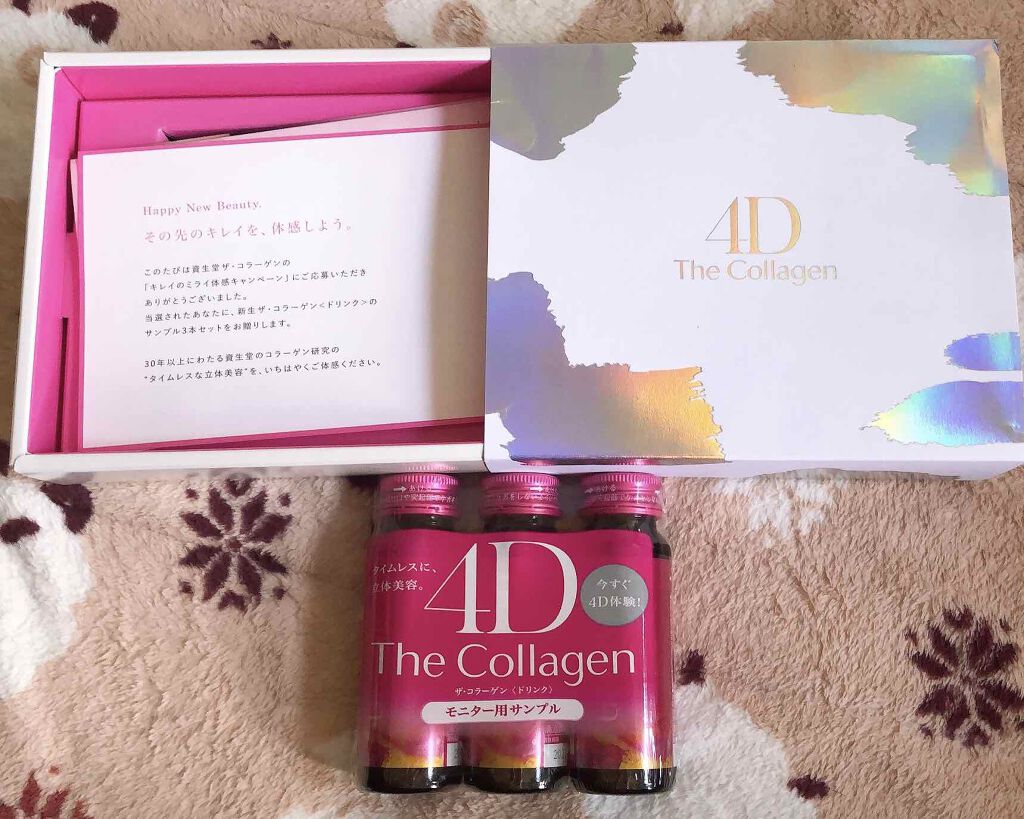 Happy New Beauty.
その先のキレイを、体感しよう。
このたびは資生堂ザ・コラーゲンの
「キレイのミライ体感キャンペーン」にご応募いただき
ありがとうございました。
当選されたあなたに、新生ザ・コラーゲン<ドリンク>の
サンプル3本セットをお贈りします。
30年以上にわたる資生堂のコラーゲン研究の
“タイムレスな立体美容”を、いちはやくご体感ください。
4D
The Collagen
→あける
→あける
タイムレスに、
立体美容。
4D
今すぐ
4D体験!
The Collagen
ザ・コラーゲン〈ドリンク〉
モニター用サンプル